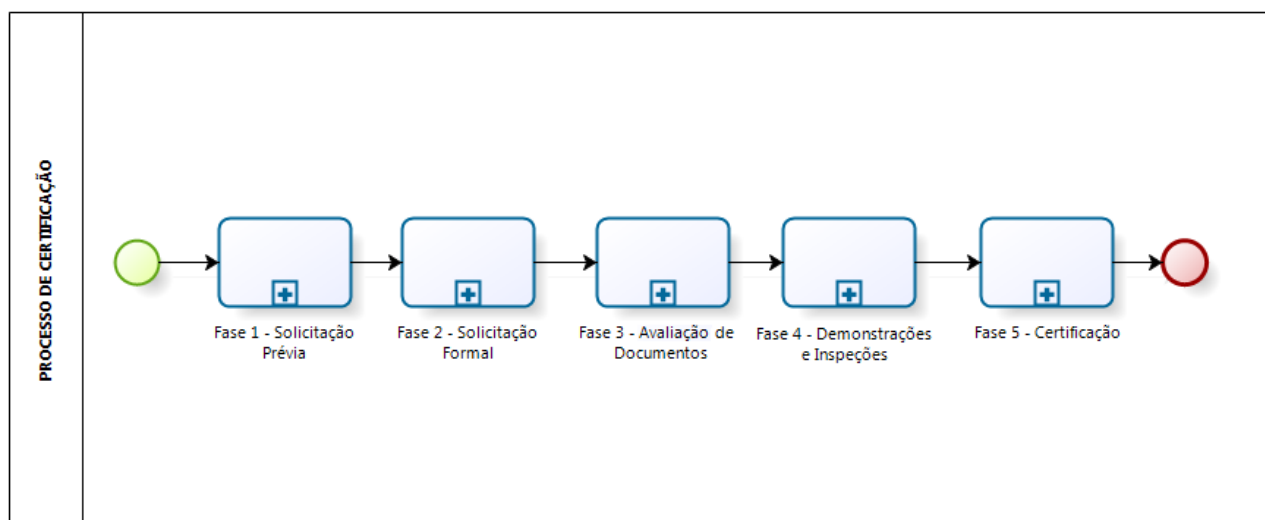 PROCESSO DE CERTIFICAÇÃO
Fase 1 - Solicitação
Prévia
Fase 2 - Solicitação
Formal
Fase 3 - Avaliação de
Documentos
Fase 4 - Demonstrações
e Inspeções
Fase 5 - Certificação